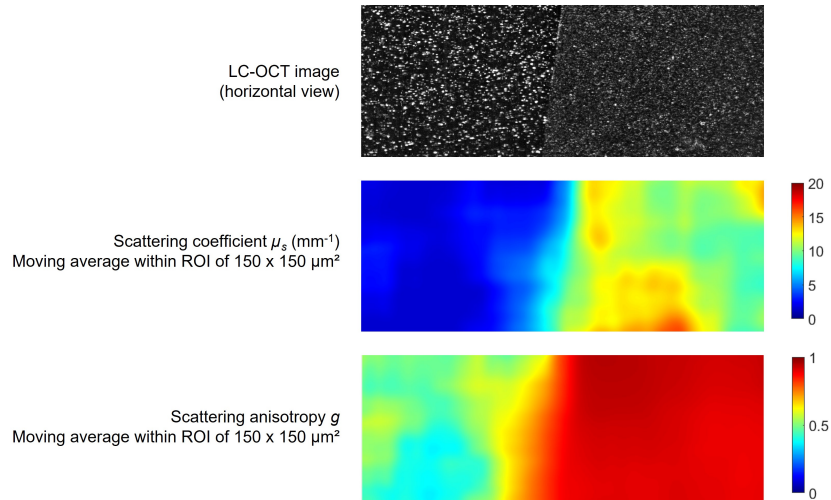 LC-OCT image
(horizontal view)
Scattering coefficient μs (mm-1)
Moving average within ROI of 150 x 150 μm²
20
15
10
5
0
Scattering anisotropy g
Moving average within ROI of 150 x 150 μm²
1
0.5
0